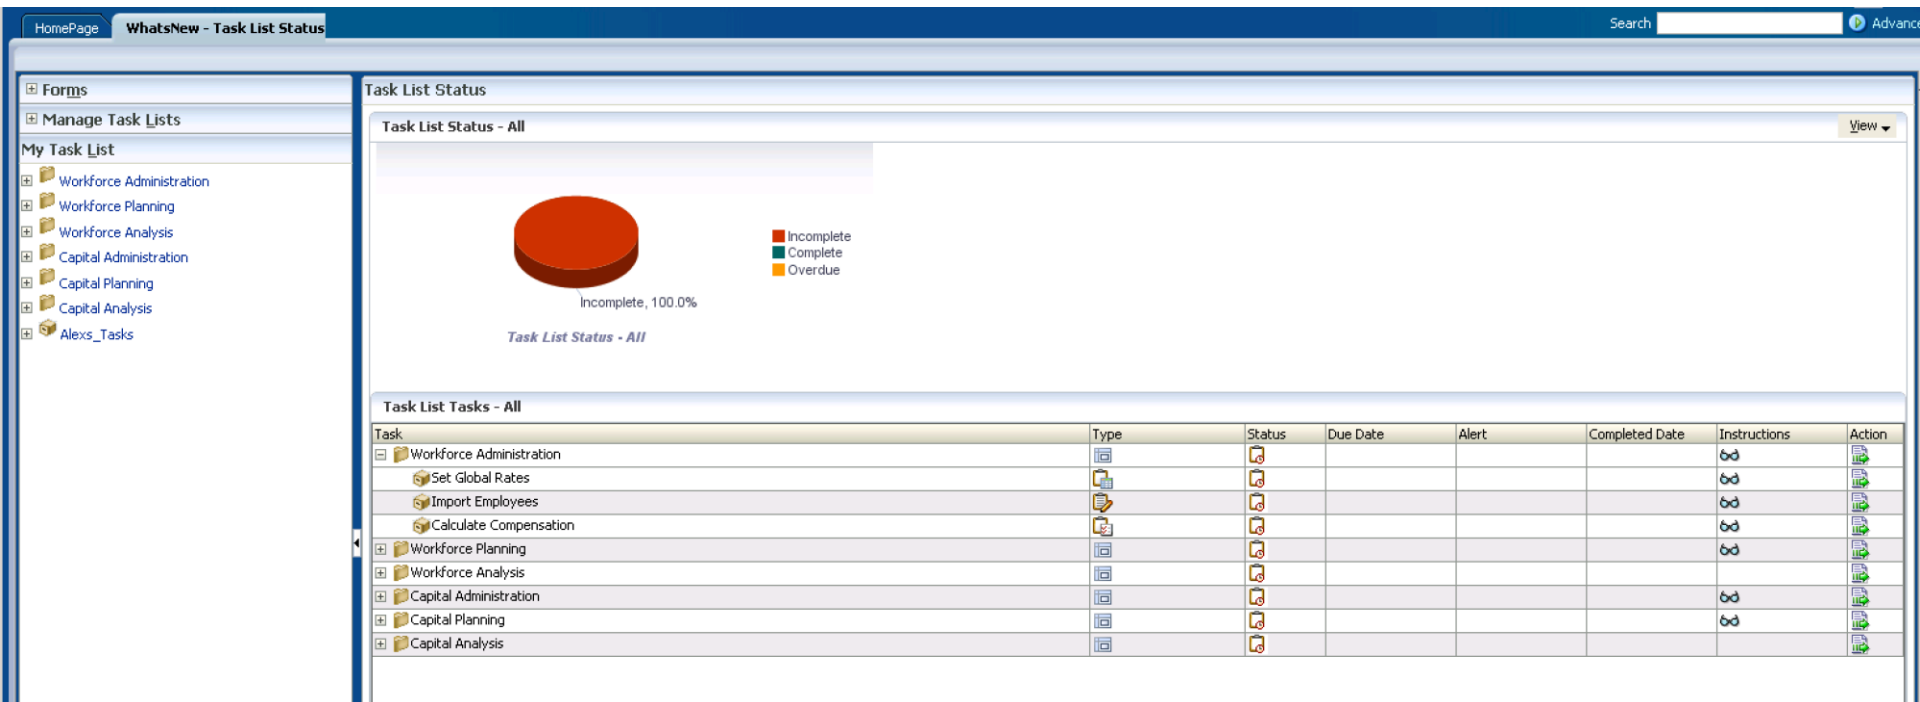 HomePage WhatsNew - Task List Status Search Advance
Forms
Manage Task Lists
My Task List
Workforce Administration
Workforce Planning
Workforce Analysis
Capital Administration
Capital Planning
Capital Analysis
Alexs_Tasks
Task List Status
Task List Status - All View
Incomplete
Complete
Overdue
Incomplete, 100.0%
Task List Status - All
Task List Tasks - All
Task Type Status Due Date Alert Completed Date Instructions Action
Workforce Administration
Set Global Rates
Import Employees
Calculate Compensation
Workforce Planning
Workforce Analysis
Capital Administration
Capital Planning
Capital Analysis